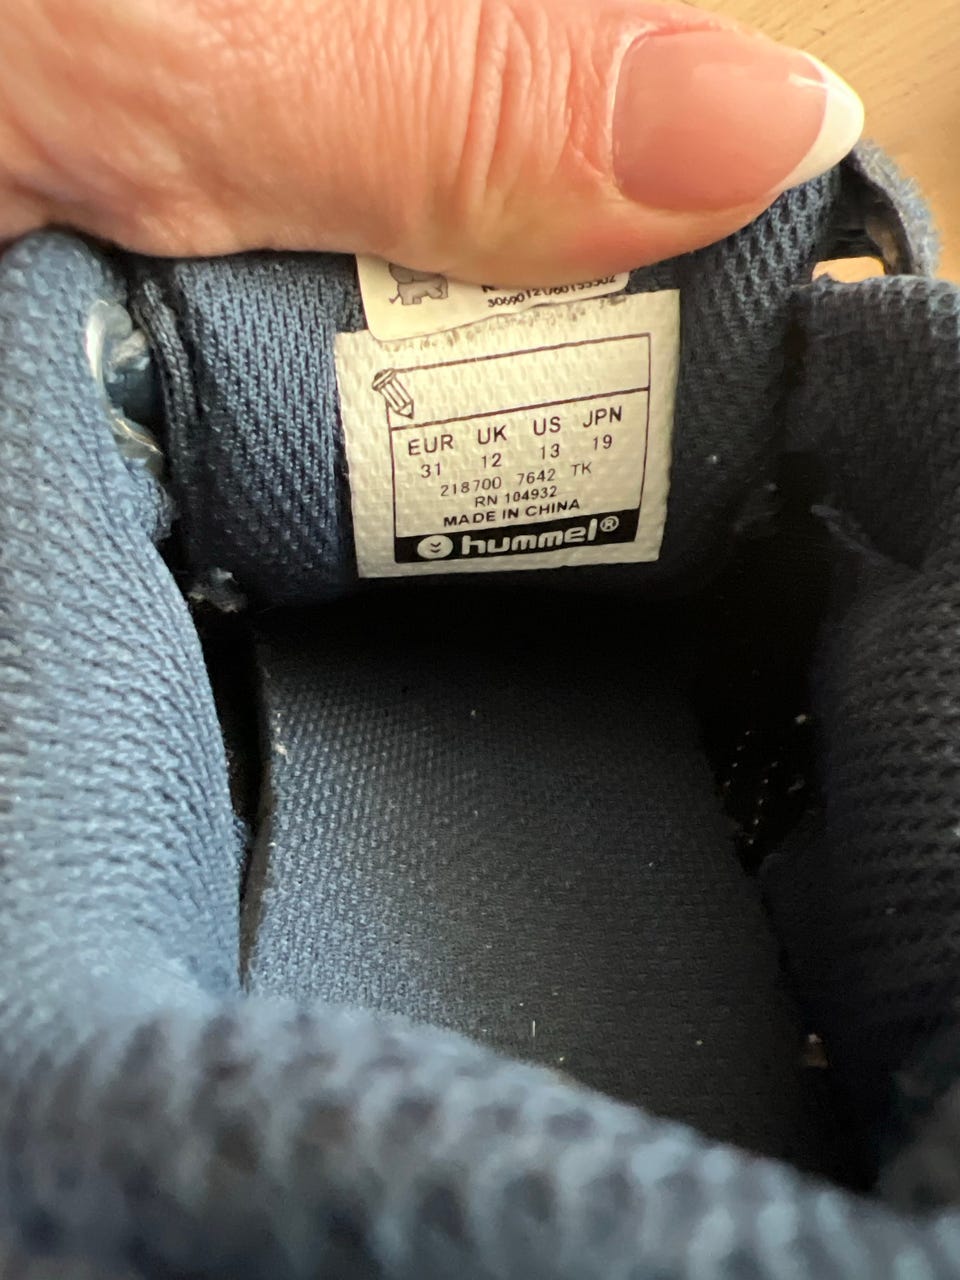 EUR UK US JPN
31 12 13 19
218700 7642 TK
RN 104932
MADE IN CHINA
hummel®